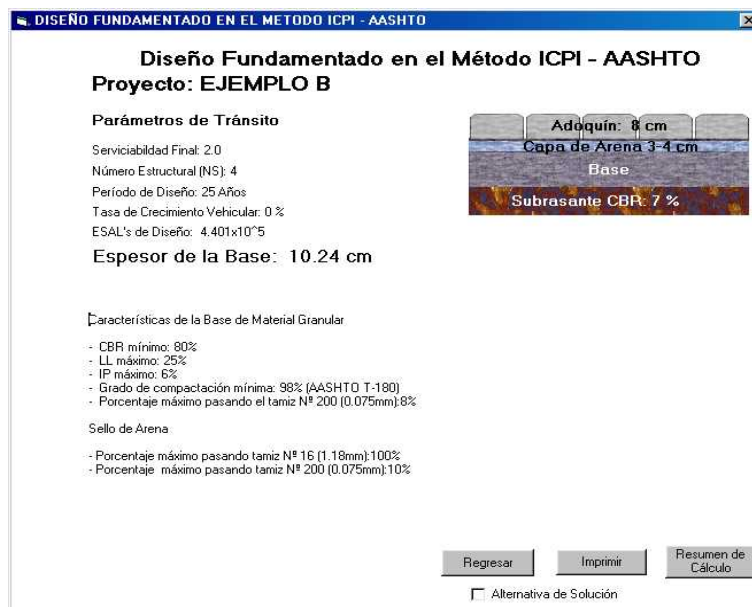 DISEÑO FUNDAMENTADO EN EL METODO ICPI - AASHTO
Diseño Fundamentado en el Método ICPI - AASHTO
Proyecto: EJEMPLO B
Parámetros de Tránsito
Serviciabildad Final: 2.0
Número Estructural (NS): 4
Período de Diseño: 25 Años
Tasa de Crecimiento Vehicular: 0 %
ESAL's de Diseño: 4.401x10^5
Espesor de la Base: 10.24 cm
Adoquín: 8 cm
Capa de Arena 3-4 cm
Base
Subrasante CBR: 7 %
Características de la Base de Material Granular
- CBR mínimo: 80%
- LL máximo: 25%
- IP máximo: 6%
- Grado de compactación mínima: 98% (AASHTO T-180)
- Porcentaje máximo pasando el tamiz Nº 200 (0.075mm):8%
Sello de Arena
- Porcentaje máximo pasando tamiz Nº 16 (1.18mm):100%
- Porcentaje máximo pasando tamiz Nº 200 (0.075mm):10%
Regresar
Imprimir
Resumen de
Cálculo
Alternativa de Solución